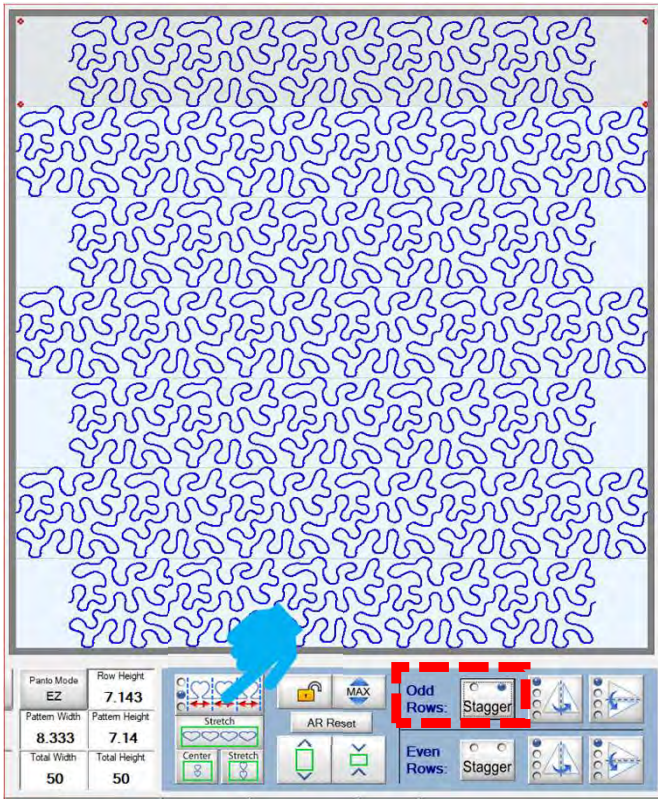 Panto Mode
EZ
Row Height
7.143
Pattern Width
8.333
Pattern Height
7.14
Total Width
50
Total Height
50
Stretch
Center
Stretch
MAX
AR Reset
Odd
Rows:
Stagger
Even
Rows:
Stagger